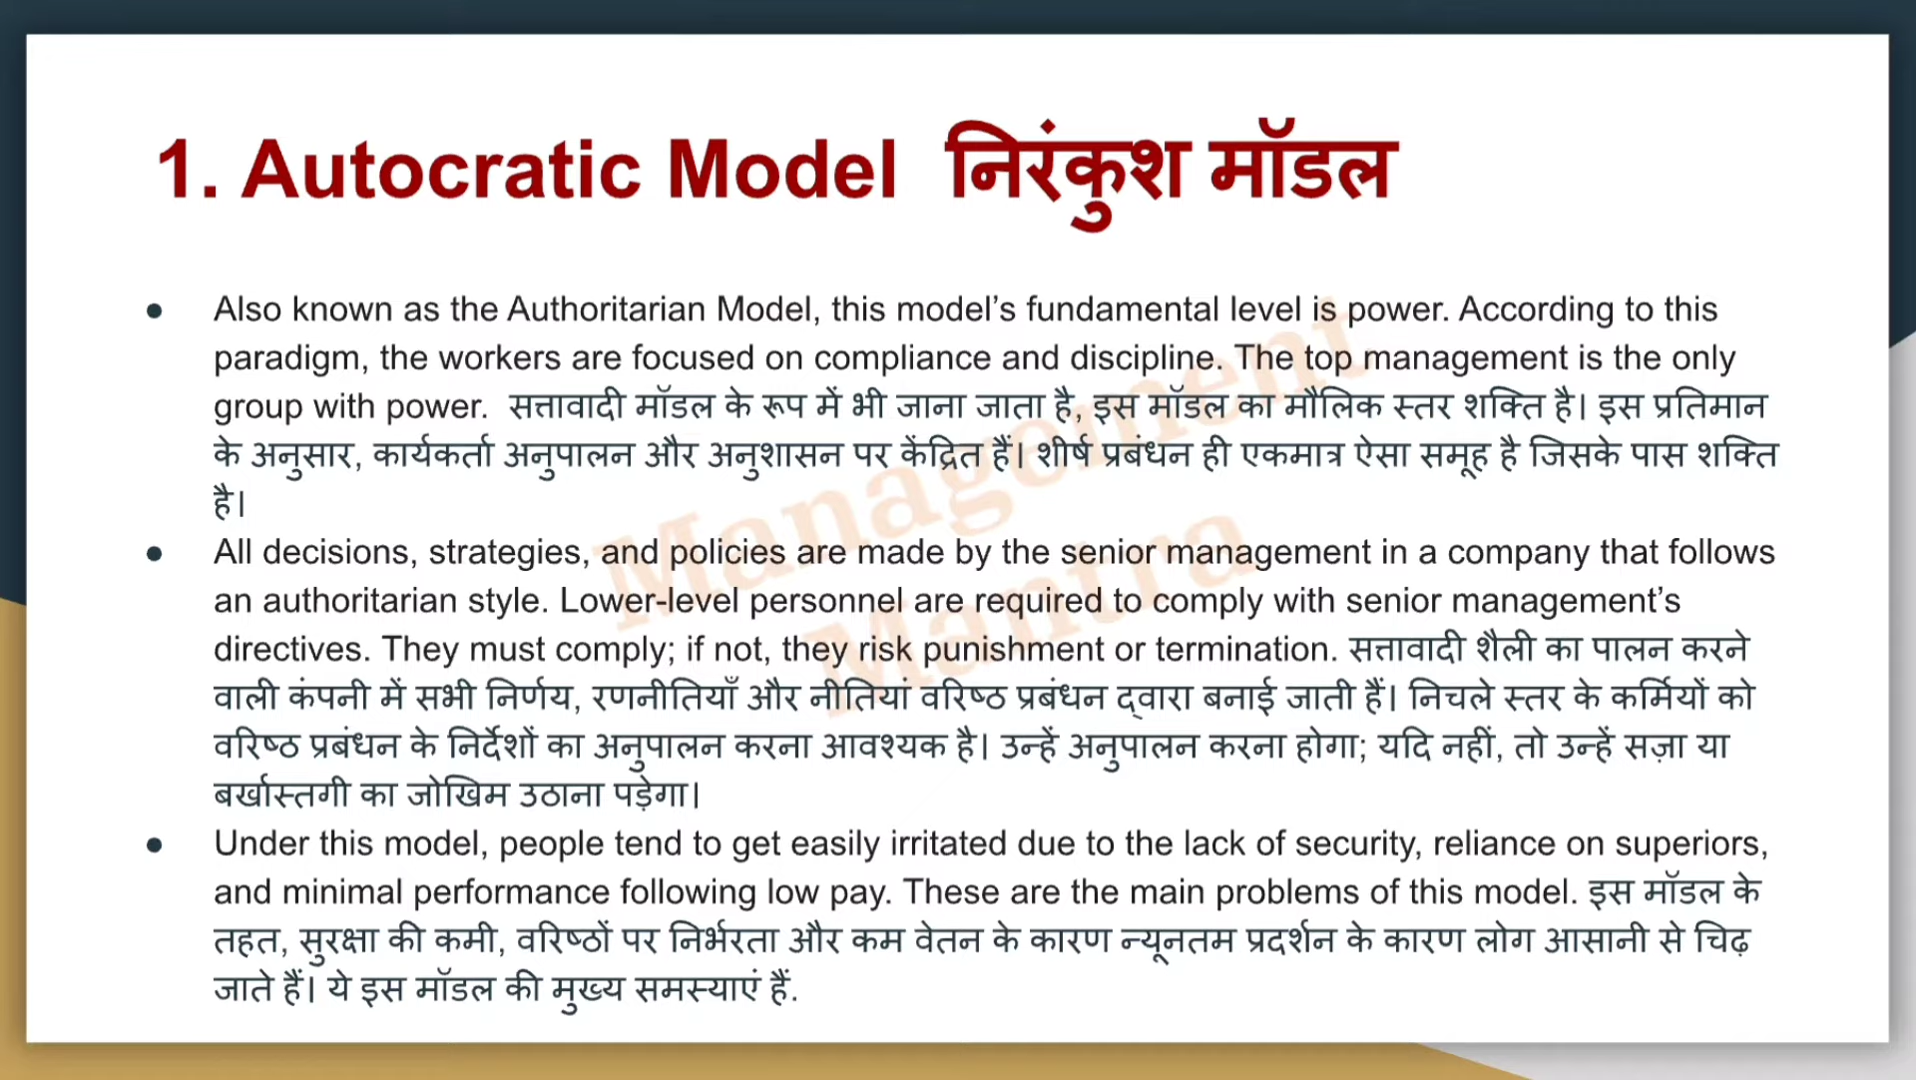 1. Autocratic Model निरंकुश मॉडल
● Also known as the Authoritarian Model, this model’s fundamental level is power. According to this
paradigm, the workers are focused on compliance and discipline. The top management is the only
group with power. सत्तावादी मॉडल के रूप में भी जाना जाता है, इस मॉडल का मौलिक स्तर शक्ति है। इस प्रतिमान
के अनुसार, कार्यकर्ता अनुपालन और अनुशासन पर केंद्रित हैं। शीर्ष प्रबंधन ही एकमात्र ऐसा समूह है जिसके पास शक्ति
है।
● All decisions, strategies, and policies are made by the senior management in a company that follows
an authoritarian style. Lower-level personnel are required to comply with senior management’s
directives. They must comply; if not, they risk punishment or termination. सत्तावादी शैली का पालन करने
वाली कंपनी में सभी निर्णय, रणनीतियाँ और नीतियां वरिष्ठ प्रबंधन द्वारा बनाई जाती हैं। निचले स्तर के कर्मियों को
वरिष्ठ प्रबंधन के निर्देशों का अनुपालन करना आवश्यक है। उन्हें अनुपालन करना होगा; यदि नहीं, तो उन्हें सज़ा या
बर्खास्तगी का जोखिम उठाना पड़ेगा।
● Under this model, people tend to get easily irritated due to the lack of security, reliance on superiors,
and minimal performance following low pay. These are the main problems of this model. इस मॉडल के
तहत, सुरक्षा की कमी, वरिष्ठों पर निर्भरता और कम वेतन के कारण न्यूनतम प्रदर्शन के कारण लोग आसानी से चिढ़
जाते हैं। ये इस मॉडल की मुख्य समस्याएं हैं.
Management
Mantra